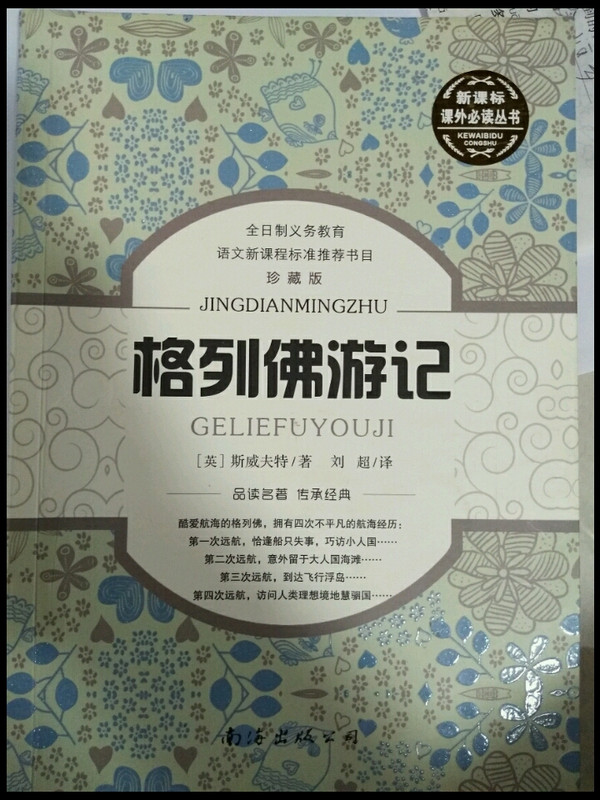 新课标
课外必读丛书
KEWAIBIDU
CONGSHU
全日制义务教育
语文新课程标准推荐书目
珍藏版
JINGDIANMINGZHU
格列佛游记
GELIEFUYOUJI
[英]斯威夫特/著 刘 超/译
品读名著 传承经典
酷爱航海的格列佛，拥有四次不平凡的航海经历：
第一次远航，恰逢船只失事，巧访小人国……
第二次远航，意外留于大人国海滩……
第三次远航，到达飞行浮岛……
第四次远航，访问人类理想境地慧骃国……
南海出版公司